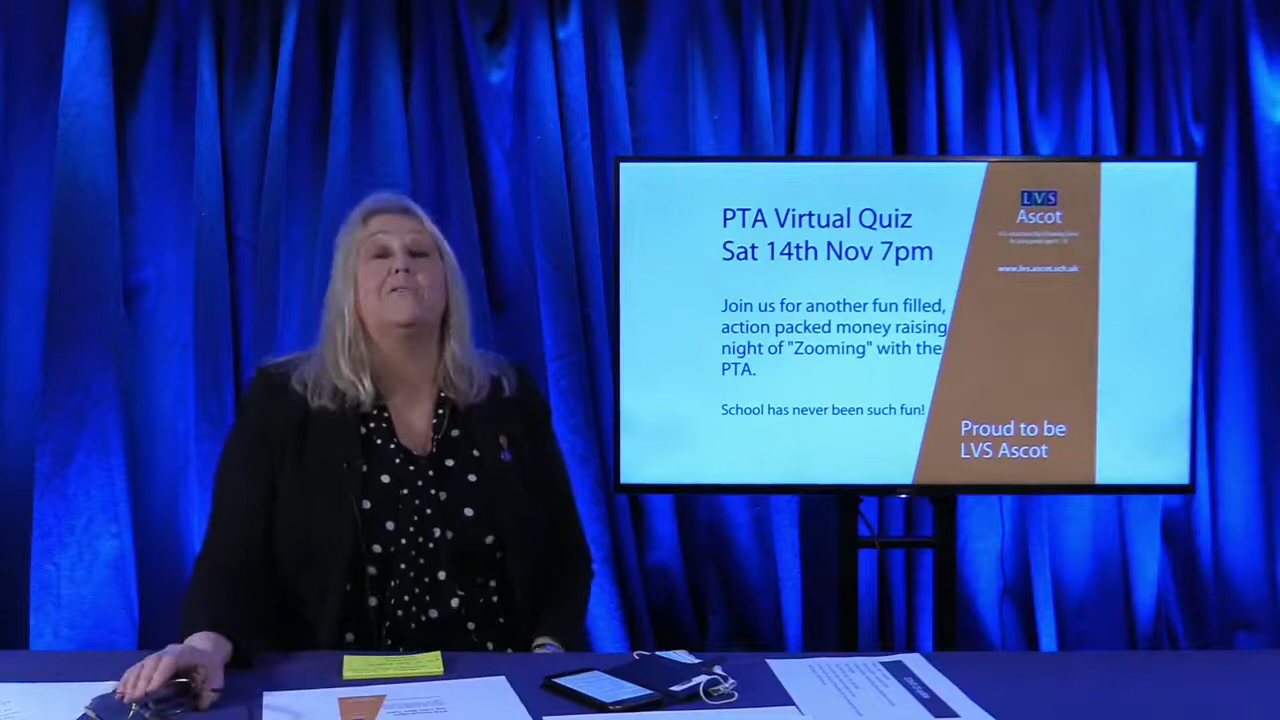 PTA Virtual Quiz
Sat 14th Nov 7pm
Join us for another fun filled,
action packed money raising
night of "Zooming" with the
PTA.
School has never been such fun!
LVS
Ascot
www.lvs.ascot.sch.uk
Proud to be
LVS Ascot